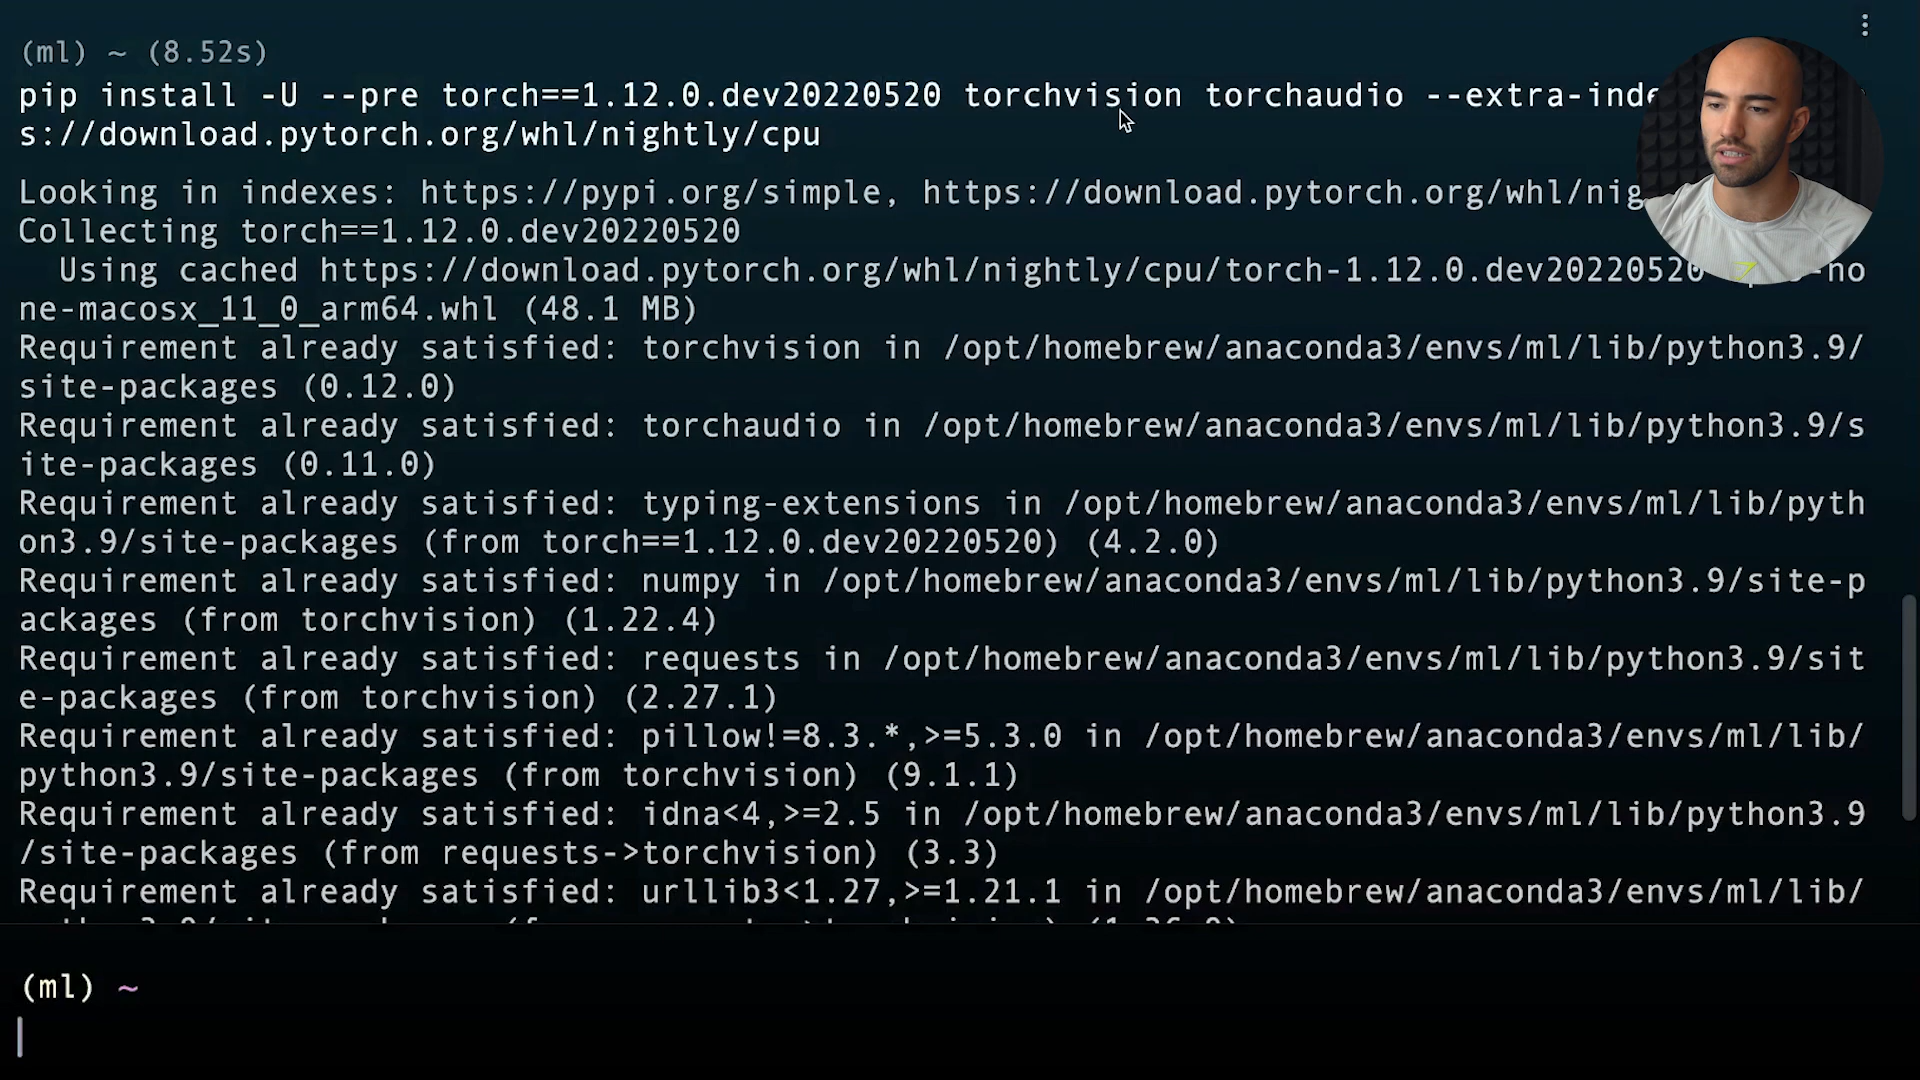 (ml) ~ (8.52s)
pip install -U --pre torch==1.12.0.dev20220520 torchvision torchaudio --extra-inde
s://download.pytorch.org/whl/nightly/cpu
Looking in indexes: https://pypi.org/simple, https://download.pytorch.org/whl/nig
Collecting torch==1.12.0.dev20220520
Using cached https://download.pytorch.org/whl/nightly/cpu/torch-1.12.0.dev20220520 no
ne-macosx_11_0_arm64.whl (48.1 MB)
Requirement already satisfied: torchvision in /opt/homebrew/anaconda3/envs/ml/lib/python3.9/
site-packages (0.12.0)
Requirement already satisfied: torchaudio in /opt/homebrew/anaconda3/envs/ml/lib/python3.9/s
ite-packages (0.11.0)
Requirement already satisfied: typing-extensions in /opt/homebrew/anaconda3/envs/ml/lib/pyth
on3.9/site-packages (from torch==1.12.0.dev20220520) (4.2.0)
Requirement already satisfied: numpy in /opt/homebrew/anaconda3/envs/ml/lib/python3.9/site-p
ackages (from torchvision) (1.22.4)
Requirement already satisfied: requests in /opt/homebrew/anaconda3/envs/ml/lib/python3.9/sit
e-packages (from torchvision) (2.27.1)
Requirement already satisfied: pillow!=8.3.*,>=5.3.0 in /opt/homebrew/anaconda3/envs/ml/lib/
python3.9/site-packages (from torchvision) (9.1.1)
Requirement already satisfied: idna<4,>=2.5 in /opt/homebrew/anaconda3/envs/ml/lib/python3.9
/site-packages (from requests->torchvision) (3.3)
Requirement already satisfied: urllib3<1.27,>=1.21.1 in /opt/homebrew/anaconda3/envs/ml/lib/
(ml) ~